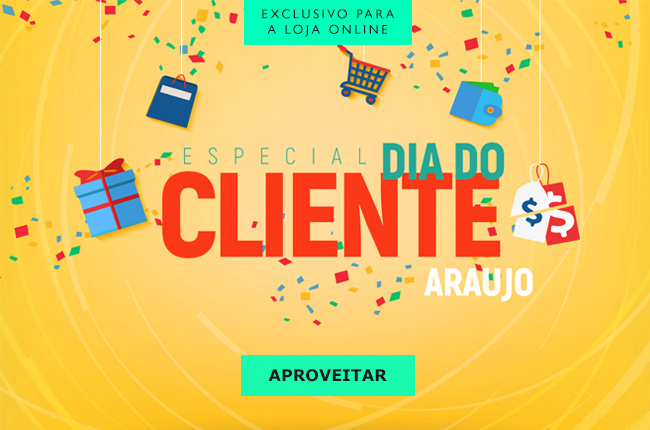 EXCLUSIVO PARA
A LOJA ONLINE
ESPECIAL DIA DO
CLIENTE
ARAUJO
APROVEITAR